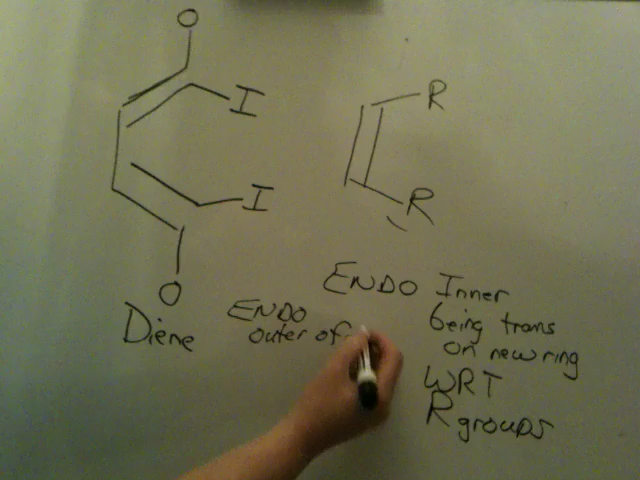 O
I
R
I
R
O
Diene
ENDO
outer of
ENDO Inner
being trans
on new ring
WRT
R groups